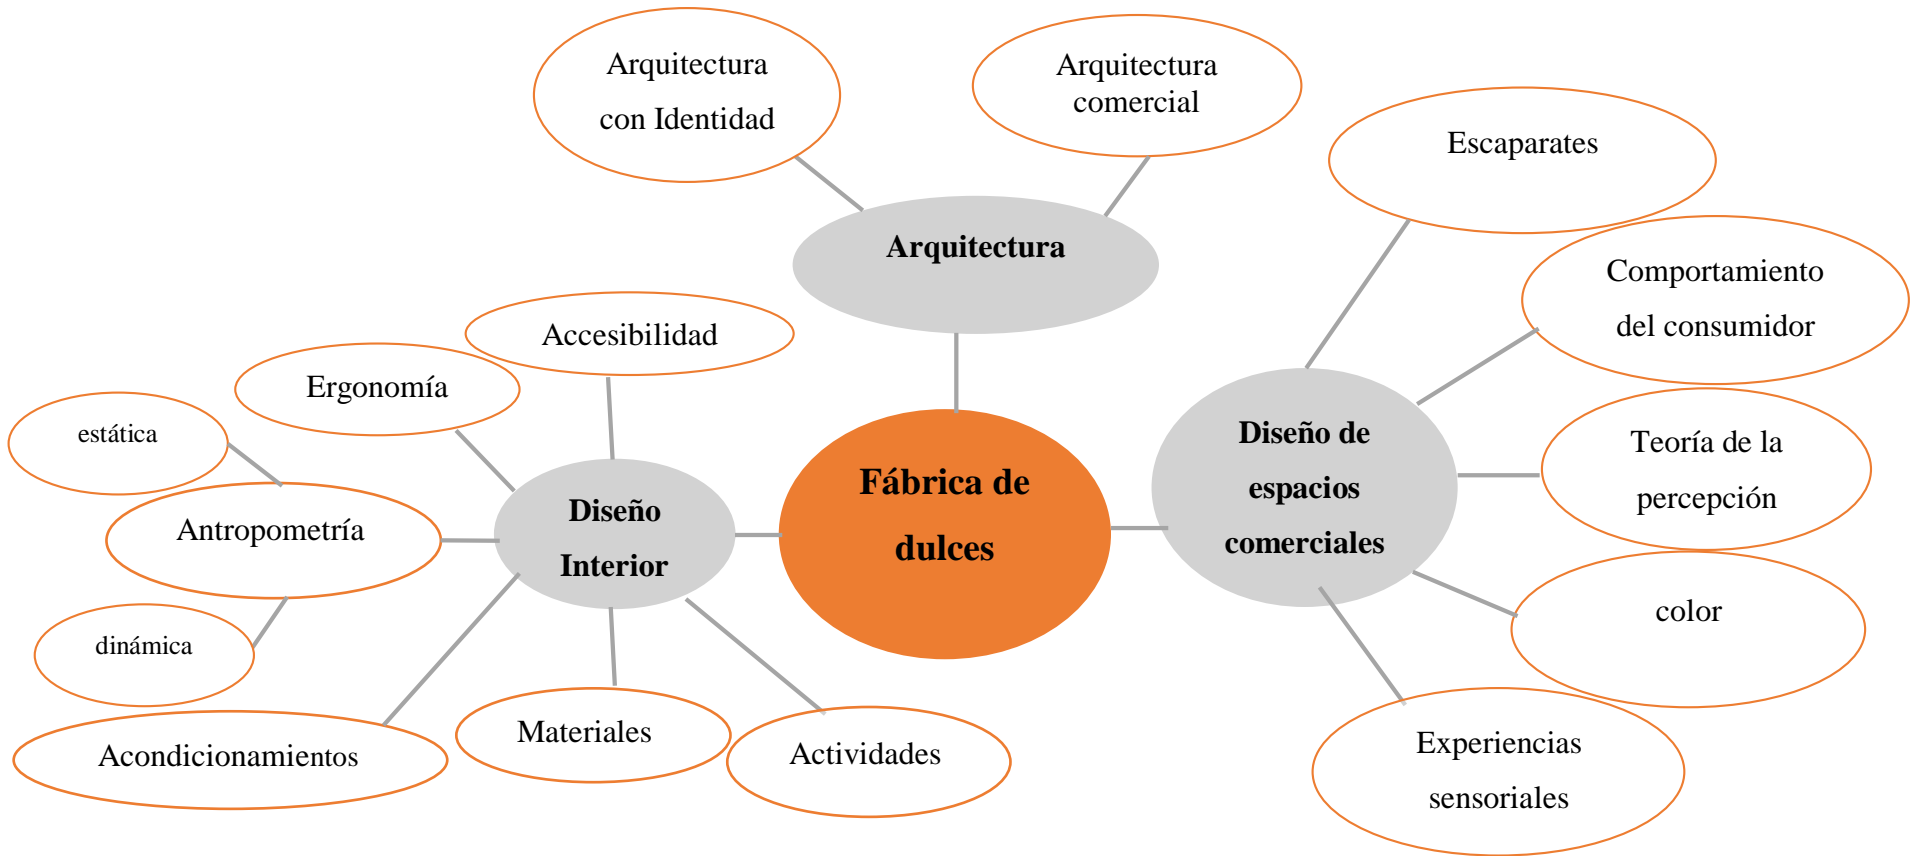 Arquitectura
con Identidad
Arquitectura
comercial
Escaparates
Arquitectura
Comportamiento
del consumidor
Accesibilidad
Ergonomía
estática
Antropometría
dinámica
Acondicionamientos
Diseño
Interior
Fábrica de
dulces
Diseño de
espacios
comerciales
Teoría de la
percepción
color
Materiales
Actividades
Experiencias
sensoriales